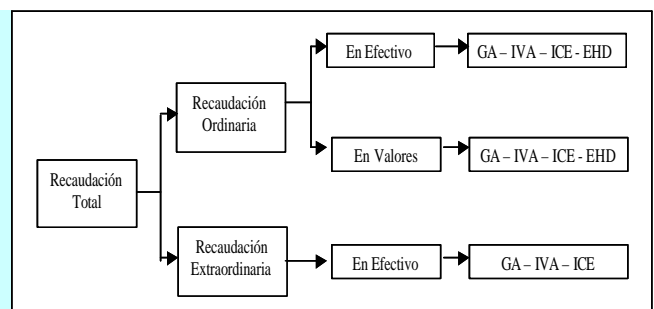 En Efectivo
GA – IVA – ICE - EHD
Recaudación
Ordinaria
En Valores
GA – IVA – ICE - EHD
Recaudación
Total
Recaudación
Extraordinaria
En Efectivo
GA – IVA – ICE